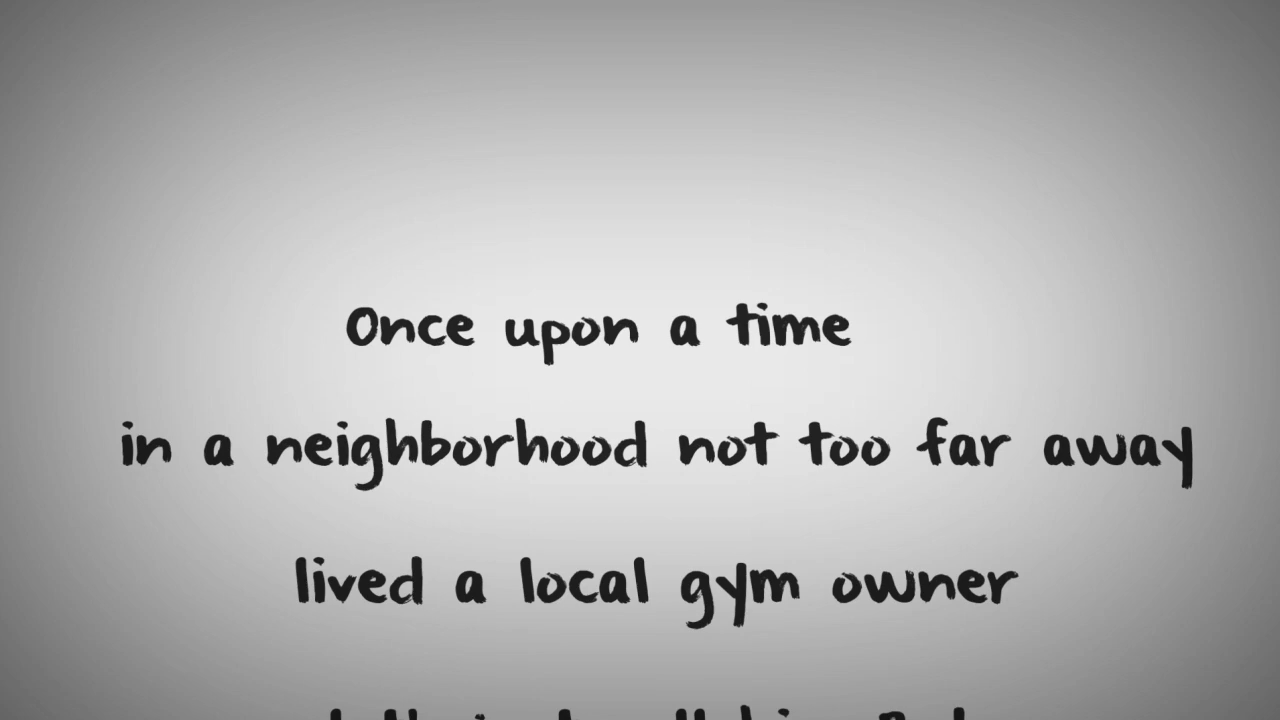 Once upon a time
in a neighborhood not too far away
lived a local gym owner